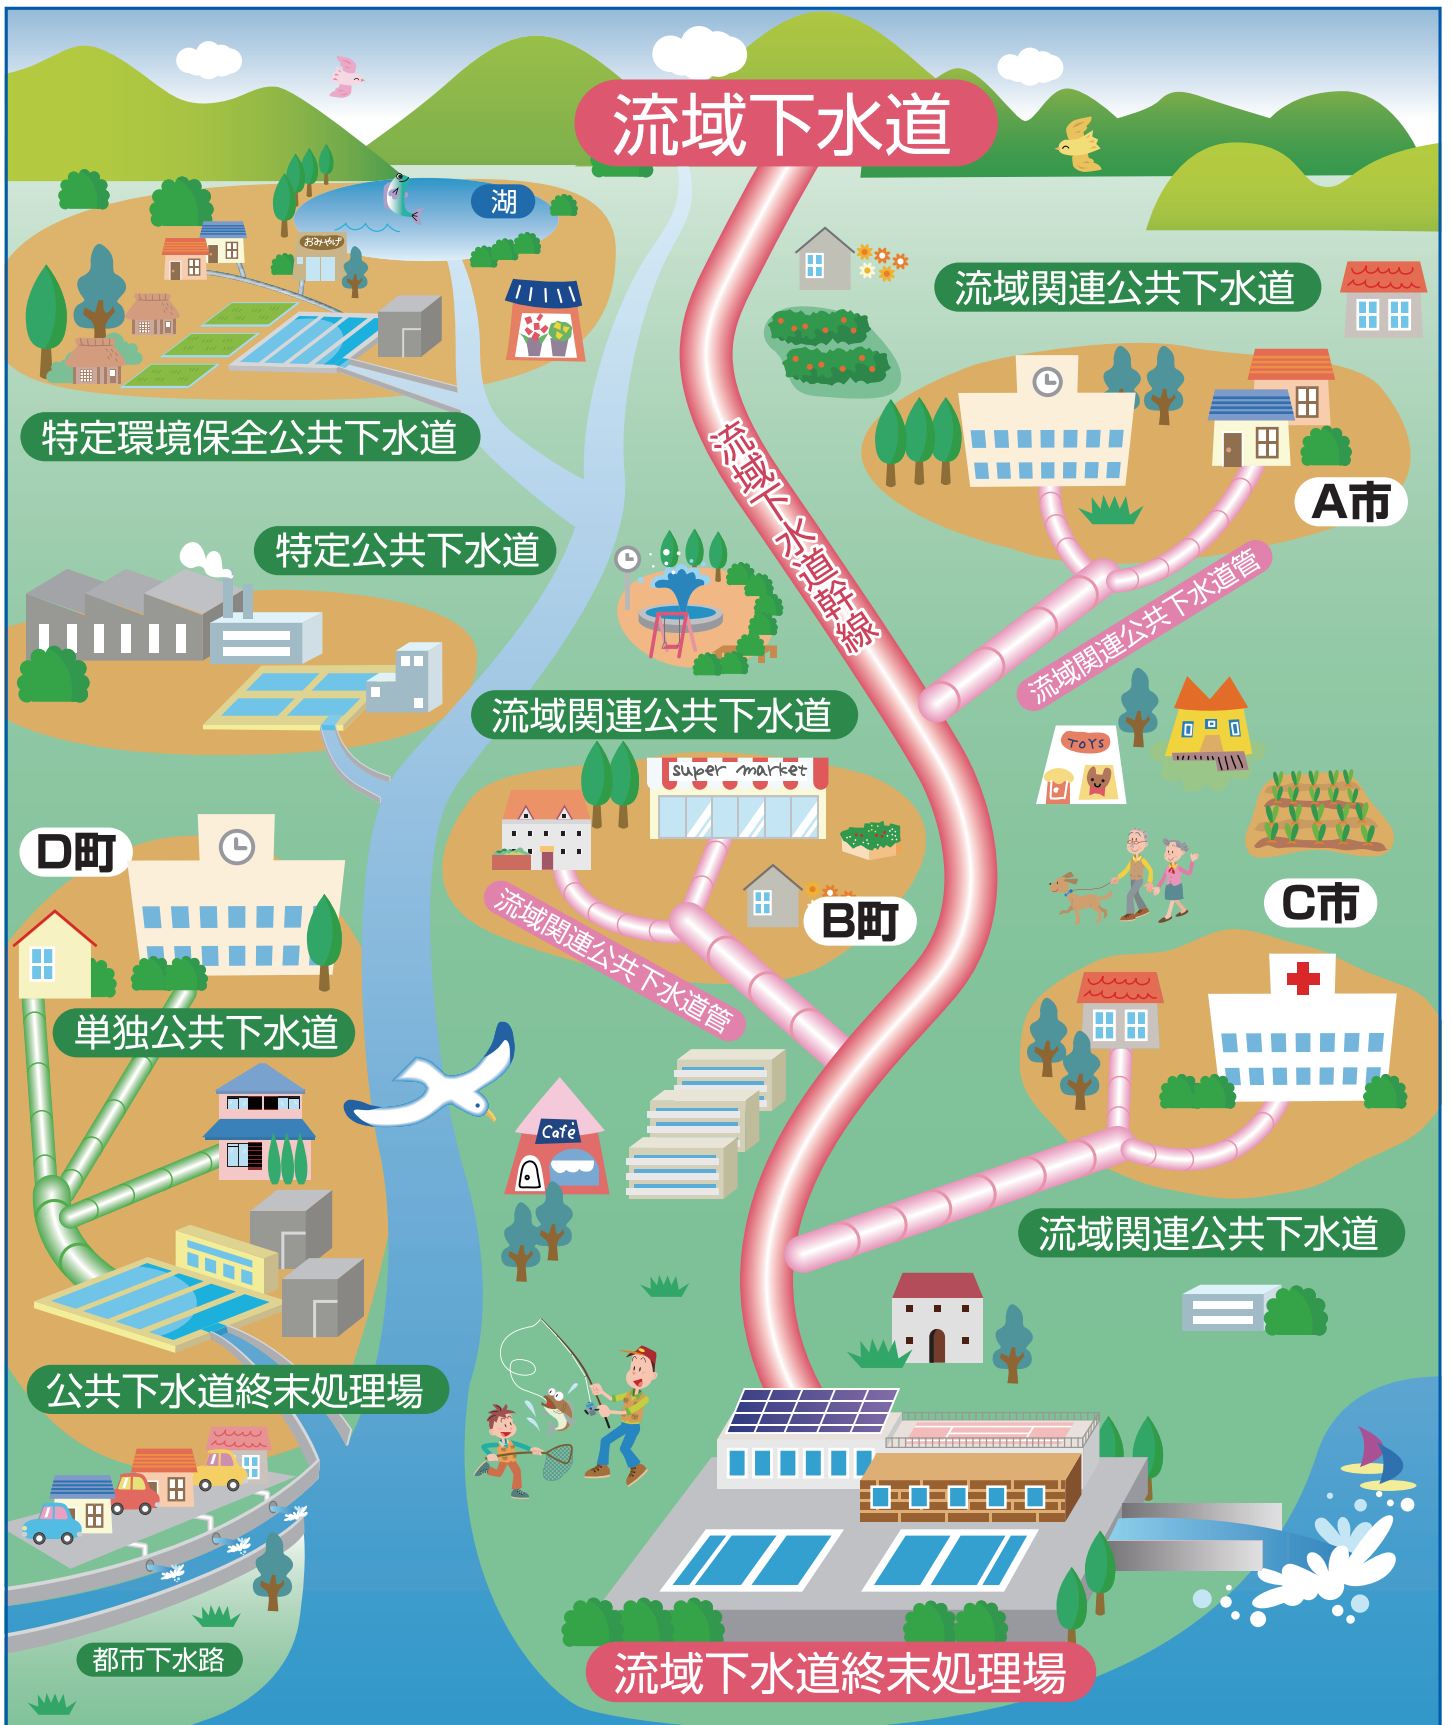 流域下水道
湖
おみやげ
流域関連公共下水道
特定環境保全公共下水道
流域下水道幹線
A市
特定公共下水道
流域関連公共下水道管
流域関連公共下水道
super market
TOYS
D町
B町
C市
流域関連公共下水道管
単独公共下水道
Café
流域関連公共下水道
公共下水道終末処理場
都市下水路
流域下水道終末処理場